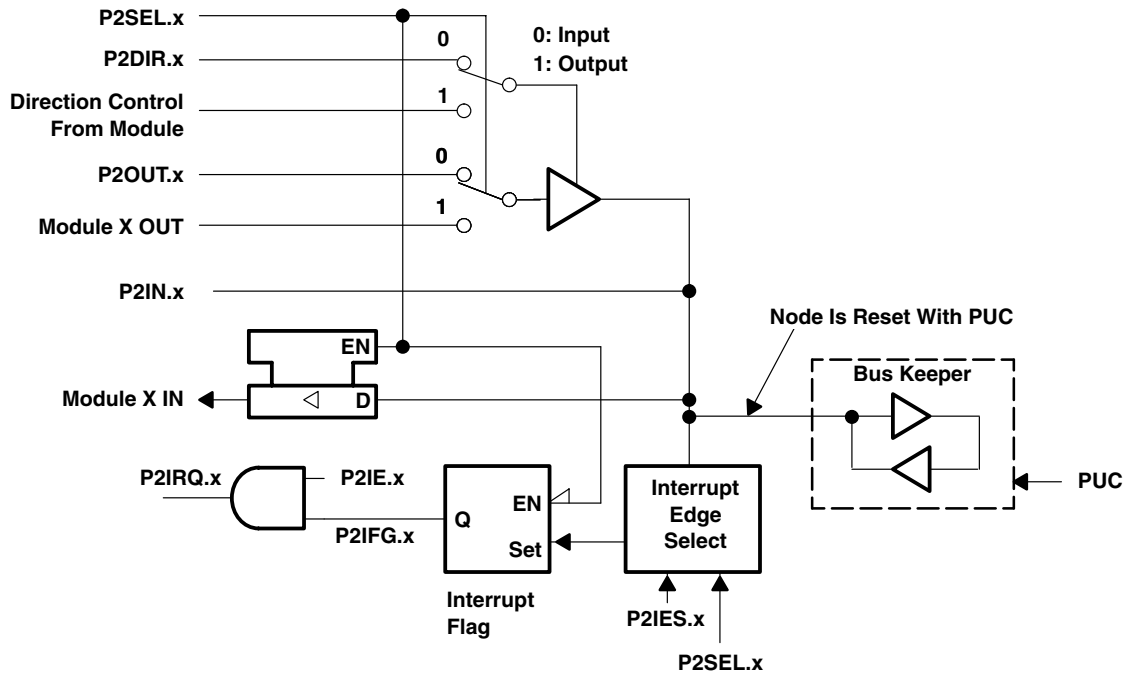 P2SEL.x
0
P2DIR.x
0: Input
1: Output
Direction Control
From Module
1
0
P2OUT.x
1
Module X OUT
P2IN.x
Node Is Reset With PUC
EN
Bus Keeper
Module X IN
D
P2IRQ.x
P2IE.x
P2IFG.x
Q
EN
Set
Interrupt
Edge
Select
PUC
Interrupt
Flag
P2IES.x
P2SEL.x